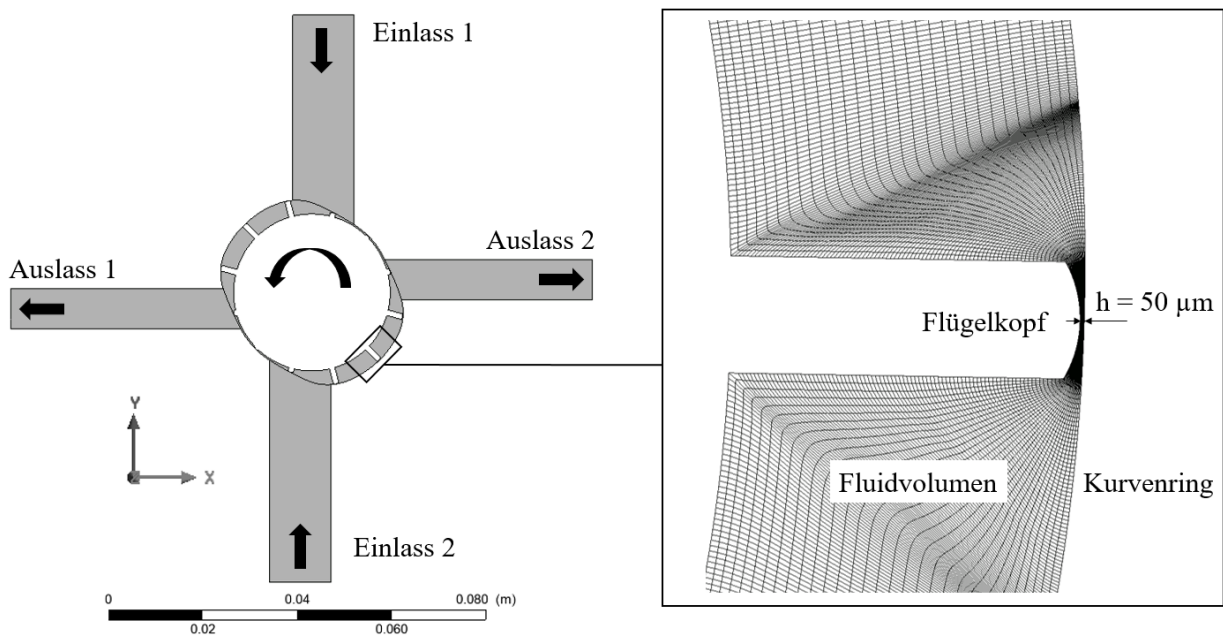 Einlass 1
Auslass 2
Auslass 1
Einlass 2
Y
X
0
0.04
0.080
(m)
0.02
0.060
Flügelkopf
h = 50 µm
Fluidvolumen
Kurvenring